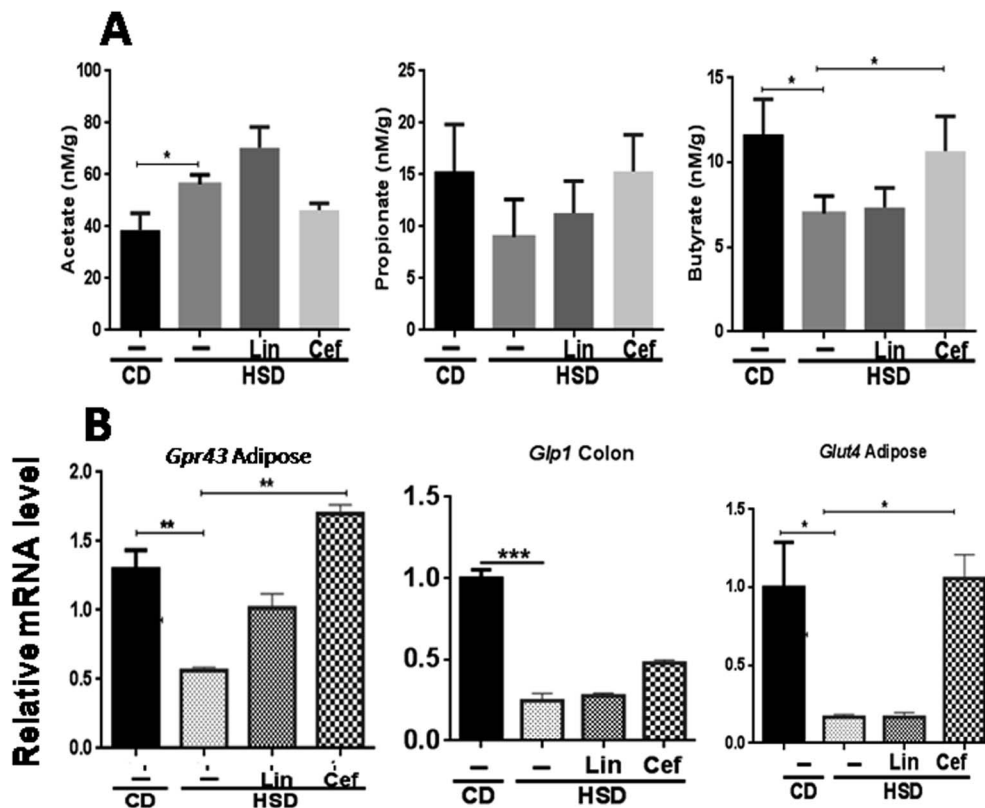 A
Acetate (nM/g)
100
80
60
40
20
0
*
– – Lin Cef
CD HSD
Propionate (nM/g)
25
20
15
10
5
0
– – Lin Cef
CD HSD
Butyrate (nM/g)
15
10
5
0
* *
– – Lin Cef
CD HSD
B
Relative mRNA level
Gpr43 Adipose
2.0
1.5
1.0
0.5
0.0
** **
– – Lin Cef
CD HSD
Glp1 Colon
1.5
1.0
0.5
0.0
***
– – Lin Cef
CD HSD
Glut4 Adipose
1.5
1.0
0.5
0.0
* *
– – Lin Cef
CD HSD